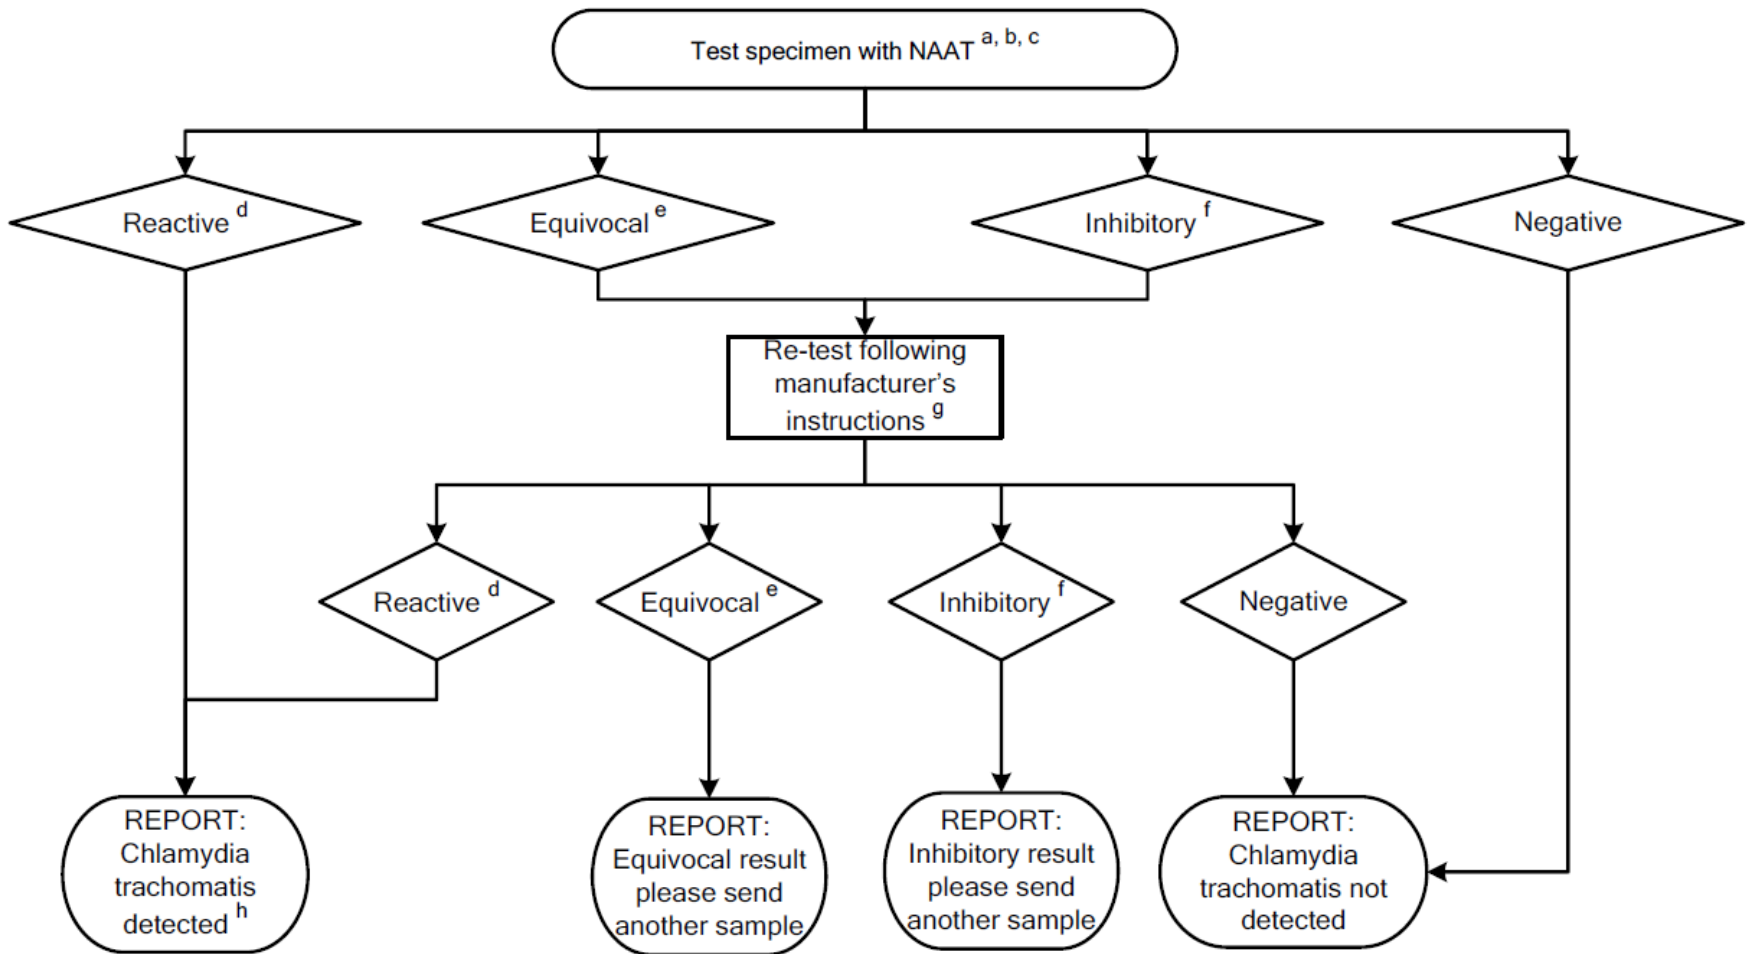 Test specimen with NAAT a, b, c
Reactive d
Equivocal e
Inhibitory f
Negative
Re-test following
manufacturer's
instructions g
Reactive d
Equivocal e
Inhibitory f
Negative
REPORT:
Chlamydia
trachomatis
detected h
REPORT:
Equivocal result
please send
another sample
REPORT:
Inhibitory result
please send
another sample
REPORT:
Chlamydia
trachomatis not
detected